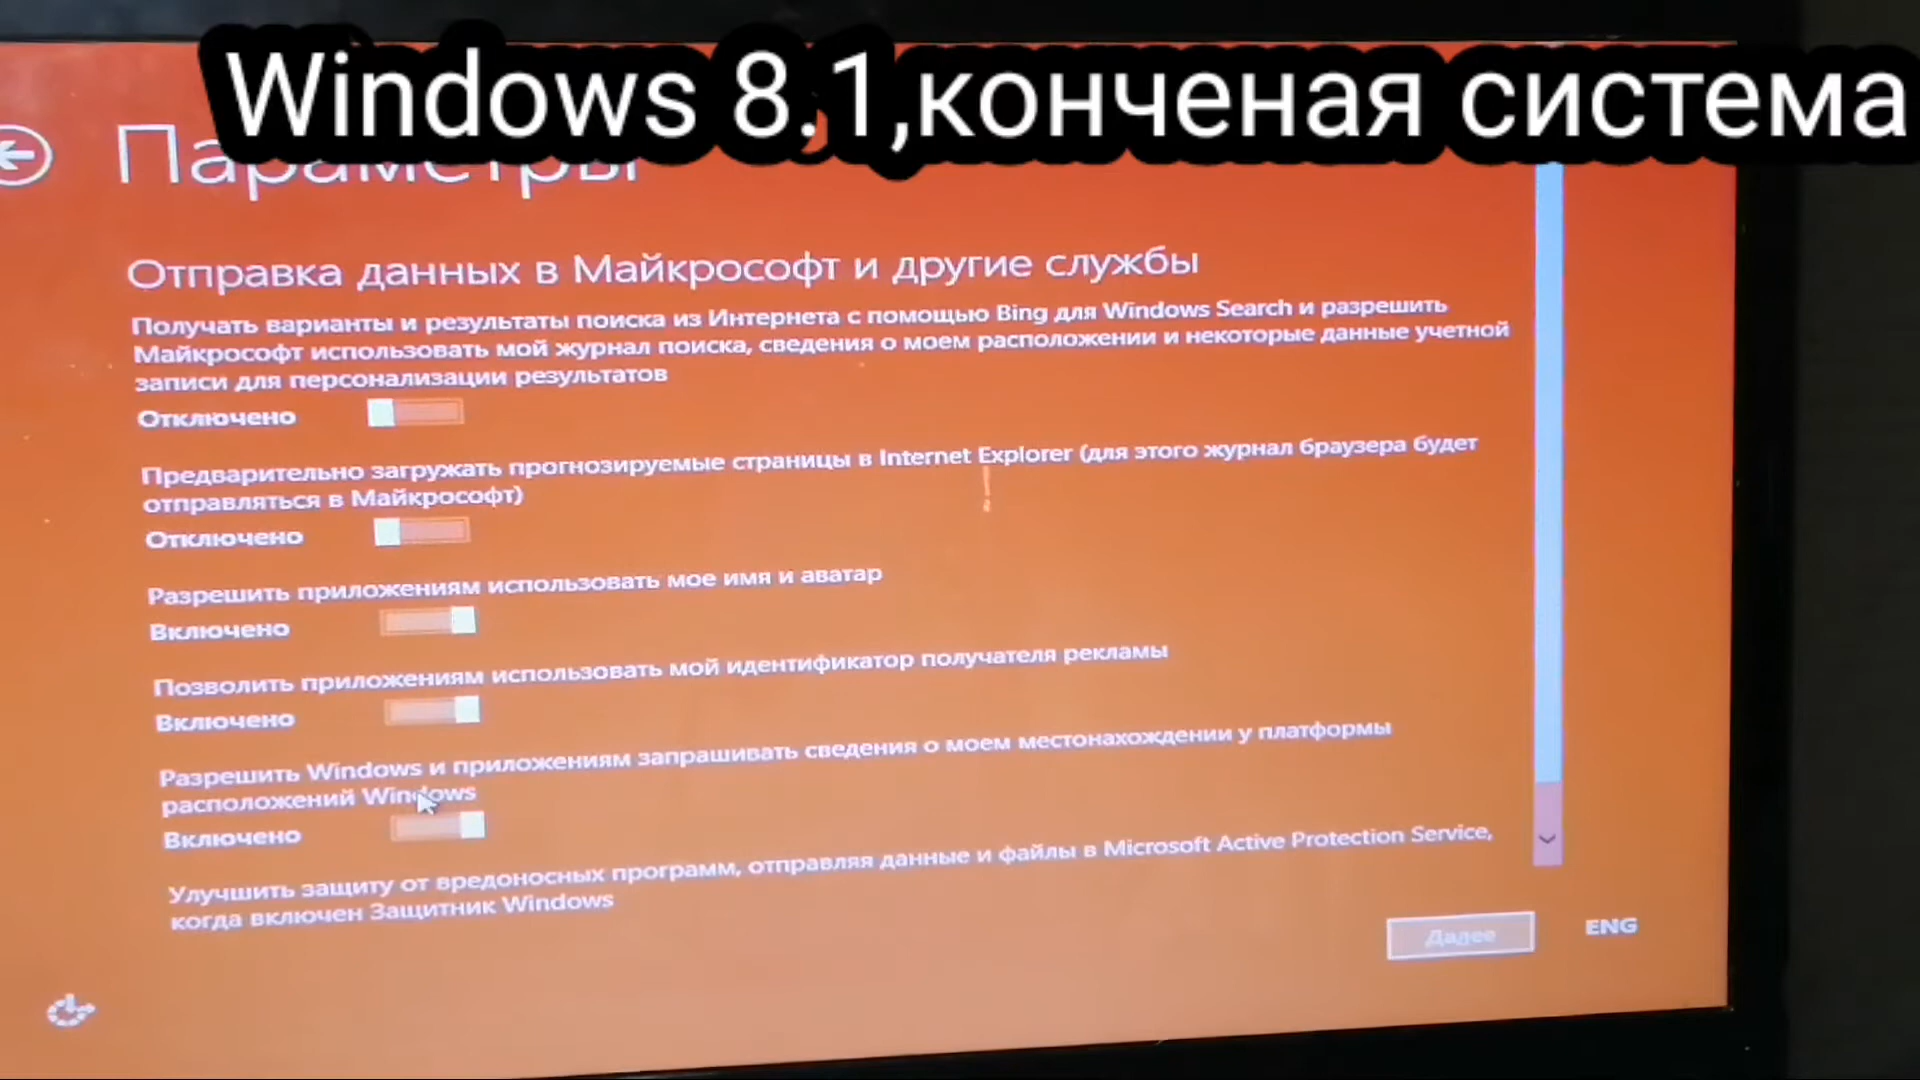 Windows 8.1,конченая система
Параметры
Отправка данных в Майкрософт и другие службы
Получать варианты и результаты поиска из Интернета с помощью Bing для Windows Search и разрешить
Майкрософт использовать мой журнал поиска, сведения о моем расположении и некоторые данные учетной
записи для персонализации результатов
Отключено
Предварительно загружать прогнозируемые страницы в Internet Explorer (для этого журнал браузера будет
отправляться в Майкрософт)
Отключено
Разрешить приложениям использовать мое имя и аватар
Включено
Позволить приложениям использовать мой идентификатор получателя рекламы
Включено
Разрешить Windows и приложениям запрашивать сведения о моем местонахождении у платформы
расположений Windows
Включено
Улучшить защиту от вредоносных программ, отправляя данные и файлы в Microsoft Active Protection Service,
когда включен Защитник Windows
Далее
ENG